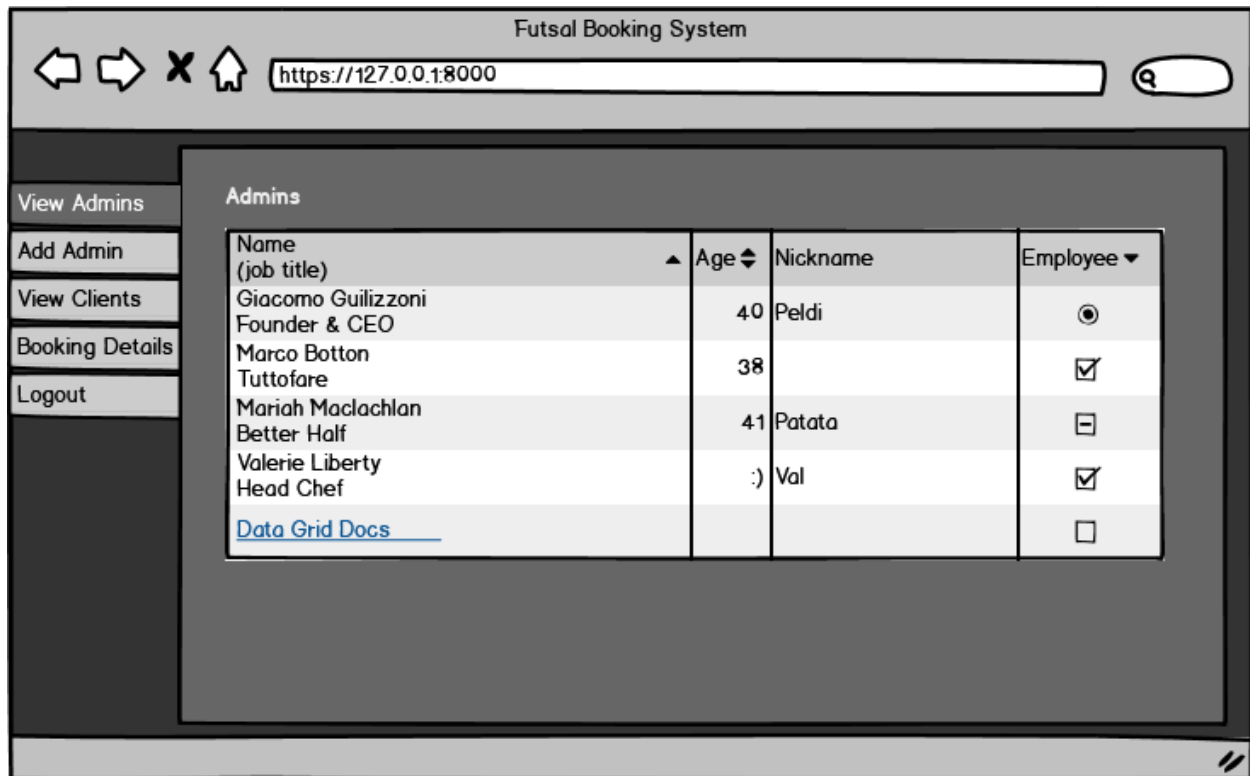 Futsal Booking System
https://127.0.0.1:8000
View Admins
Add Admin
View Clients
Booking Details
Logout
Admins
Name
(job title) Age Nickname Employee
Giacomo Guilizzoni
Founder & CEO 40 Peldi
Marco Botton
Tuttofare 38
Mariah Maclachlan
Better Half 41 Patata
Valerie Liberty
Head Chef :) Val
Data Grid Docs